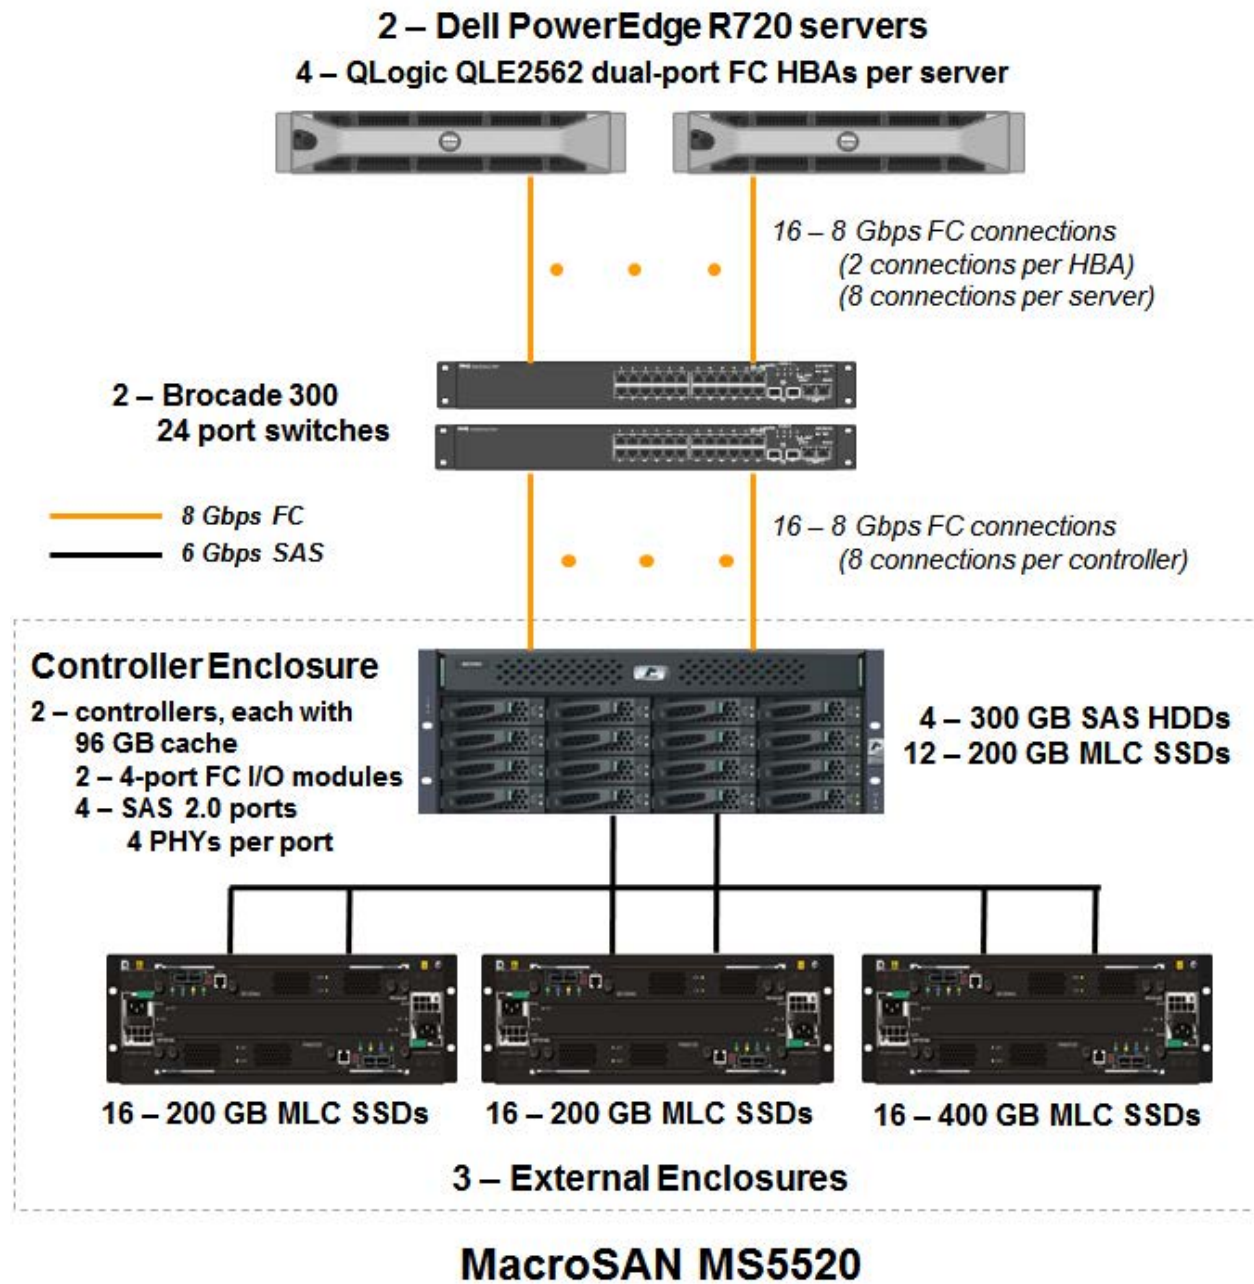 2 – Dell PowerEdge R720 servers
4 – QLogic QLE2562 dual-port FC HBAs per server
16 – 8 Gbps FC connections
(2 connections per HBA)
(8 connections per server)
2 – Brocade 300
24 port switches
8 Gbps FC
6 Gbps SAS
16 – 8 Gbps FC connections
(8 connections per controller)
Controller Enclosure
2 – controllers, each with
96 GB cache
2 – 4-port FC I/O modules
4 – SAS 2.0 ports
4 PHYs per port
4 – 300 GB SAS HDDs
12 – 200 GB MLC SSDs
16 – 200 GB MLC SSDs
16 – 200 GB MLC SSDs
16 – 400 GB MLC SSDs
3 – External Enclosures
MacroSAN MS5520